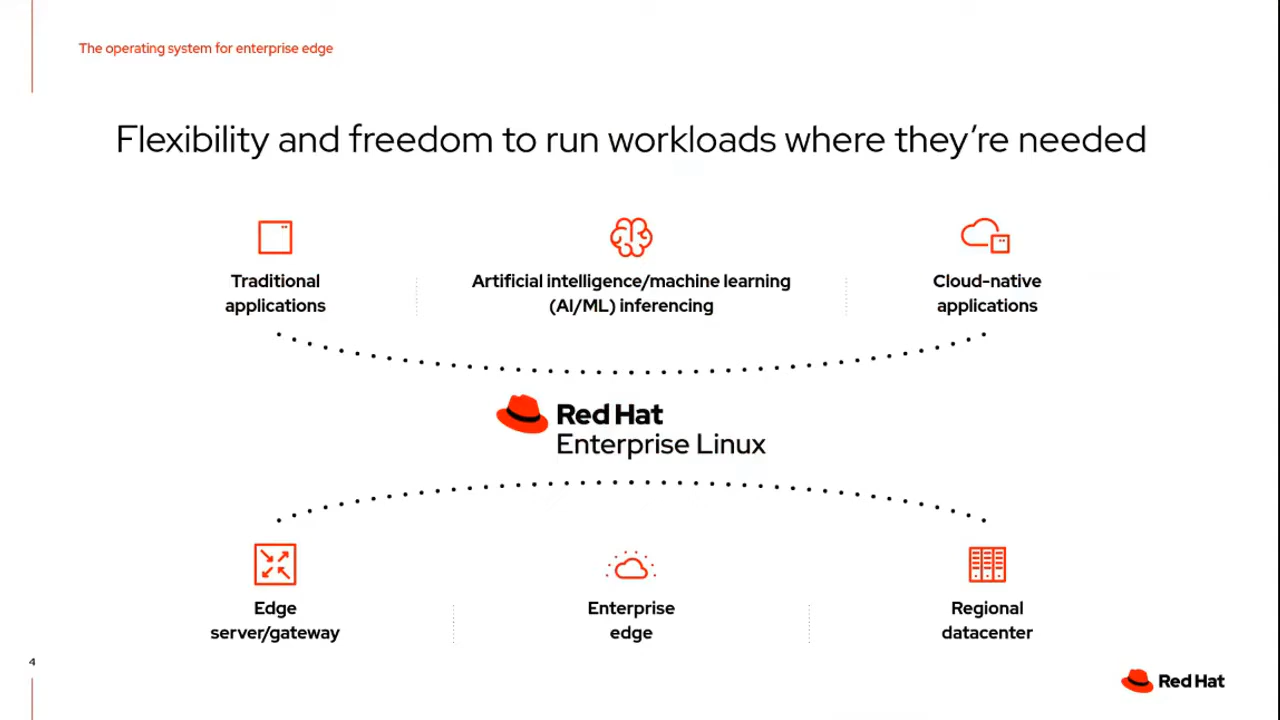 The operating system for enterprise edge
Flexibility and freedom to run workloads where they’re needed
Traditional
applications
Artificial intelligence/machine learning
(AI/ML) inferencing
Cloud-native
applications
Red Hat
Enterprise Linux
Edge
server/gateway
Enterprise
edge
Regional
datacenter
4
Red Hat